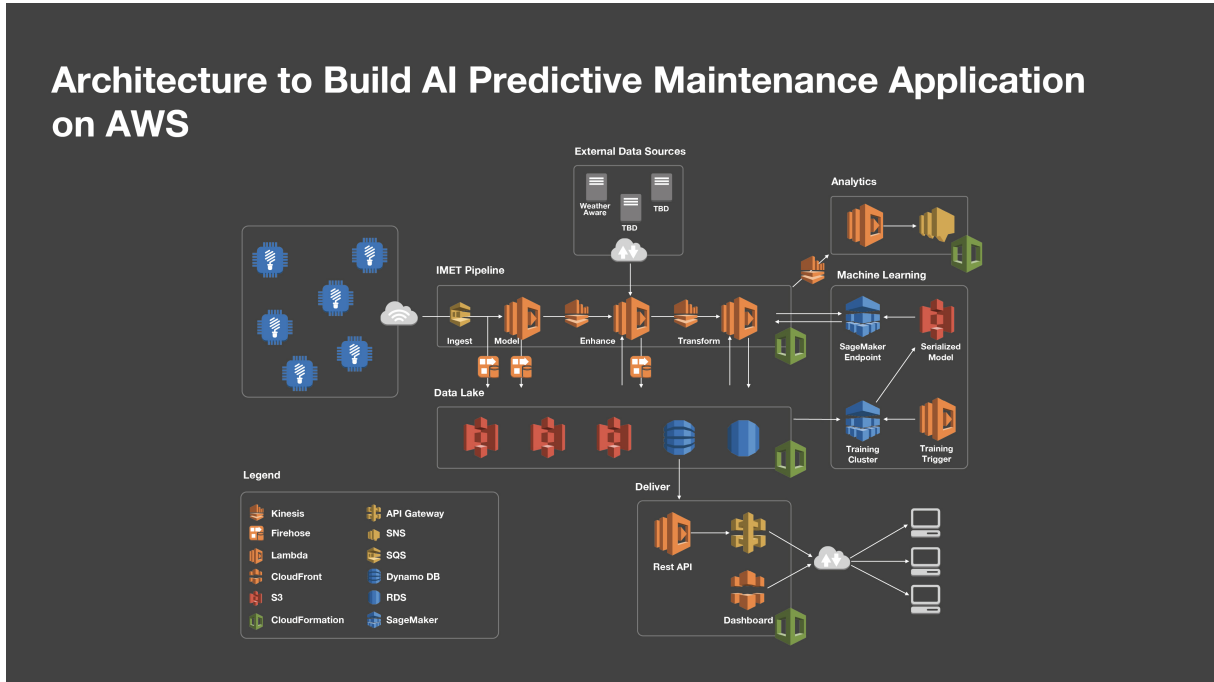 Architecture to Build AI Predictive Maintenance Application
on AWS
External Data Sources
Weather
Aware
TBD
TBD
Analytics
IMET Pipeline
Machine Learning
Ingest
Model
Enhance
Transform
SageMaker
Endpoint
Serialized
Model
Data Lake
Training
Cluster
Training
Trigger
Legend
Kinesis
Firehose
Lambda
CloudFront
S3
CloudFormation
API Gateway
SNS
SQS
Dynamo DB
RDS
SageMaker
Deliver
Rest API
Dashboard